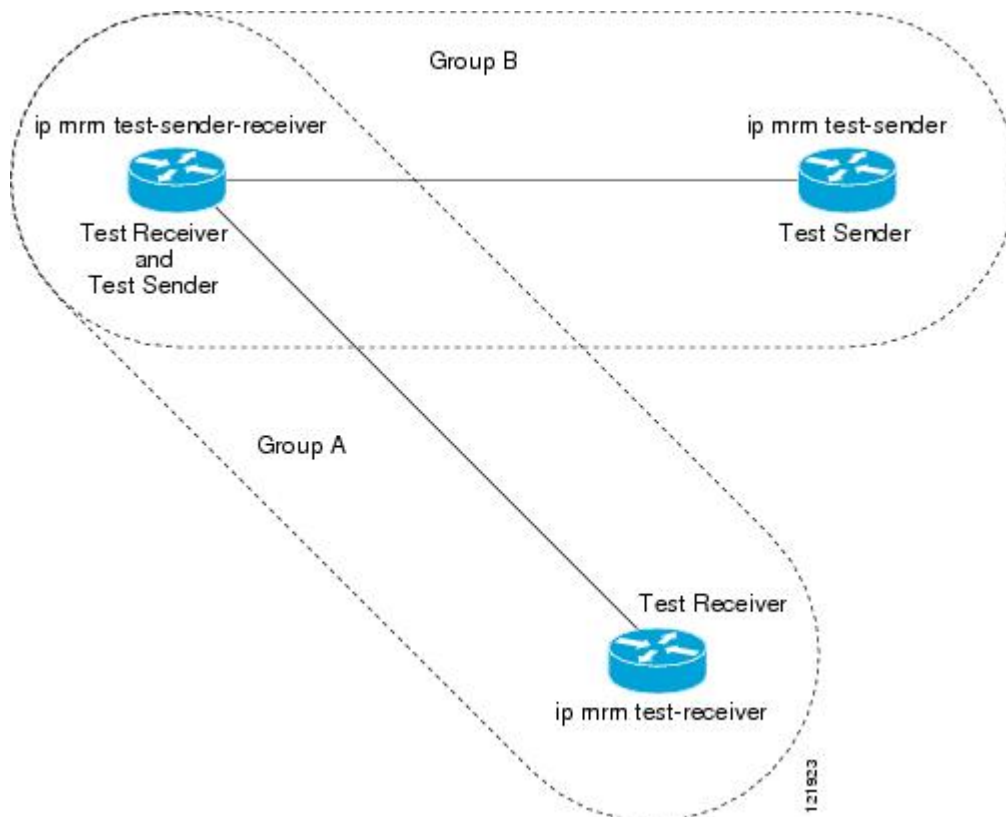 Group B
ip mrm test-sender-receiver
ip mrm test-sender
Test Receiver
and
Test Sender
Test Sender
Group A
Test Receiver
ip mrm test-receiver
121923